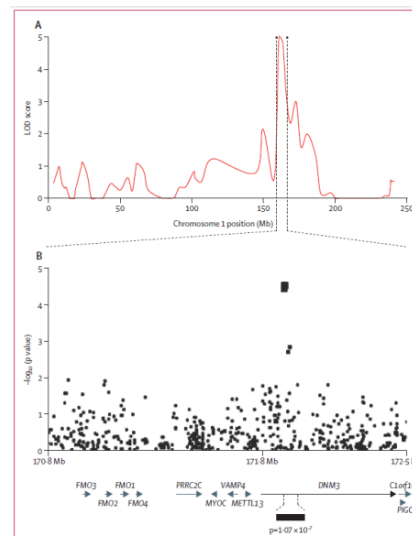 A
5
4
3
2
1
0
LOD score
0 50 100 150 200 250
Chromosome 1 position (Mb)
B
5
4
3
2
1
0
-log₁₀ (p value)
170·8 Mb 171·8 Mb 172·5 M
FMO3 FMO1 PRRC2C VAMP4 DNM3 C1orf1
FMO2 FMO4 MYOC METTL13 PIGC
p=1·07 × 10⁻⁷